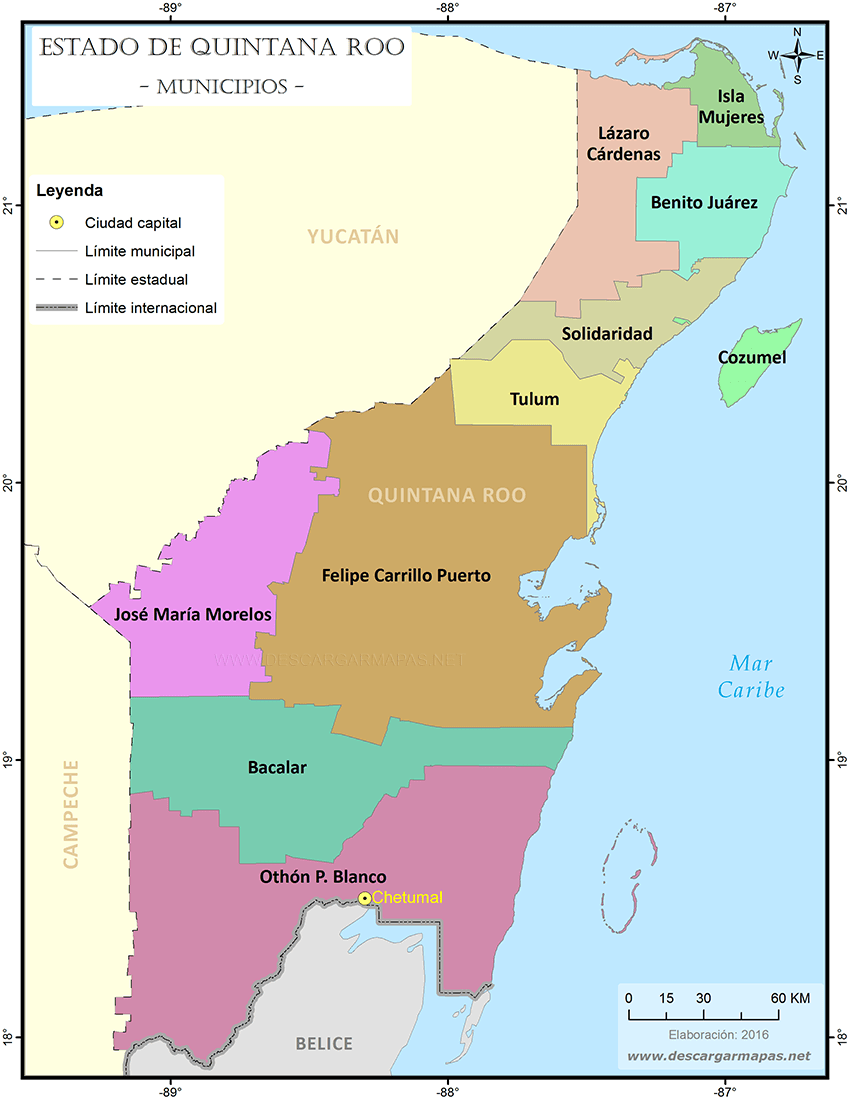 -89°
-88°
-87°
ESTADO DE QUINTANA ROO
- MUNICIPIOS -
N
W
E
S
Isla
Mujeres
Lázaro
Cárdenas
Leyenda
Ciudad capital
Límite municipal
Límite estadual
Límite internacional
21°
21°
Benito Juárez
YUCATÁN
Solidaridad
Cozumel
Tulum
20°
20°
QUINTANA ROO
Felipe Carrillo Puerto
José María Morelos
WWW.DESCARGARMAPAS.NET
Mar
Caribe
19°
19°
Bacalar
CAMPECHE
Othón P. Blanco
Chetumal
0 15 30 60 KM
Elaboración: 2016
www.descargarmapas.net
18°
18°
BELICE
-89°
-88°
-87°